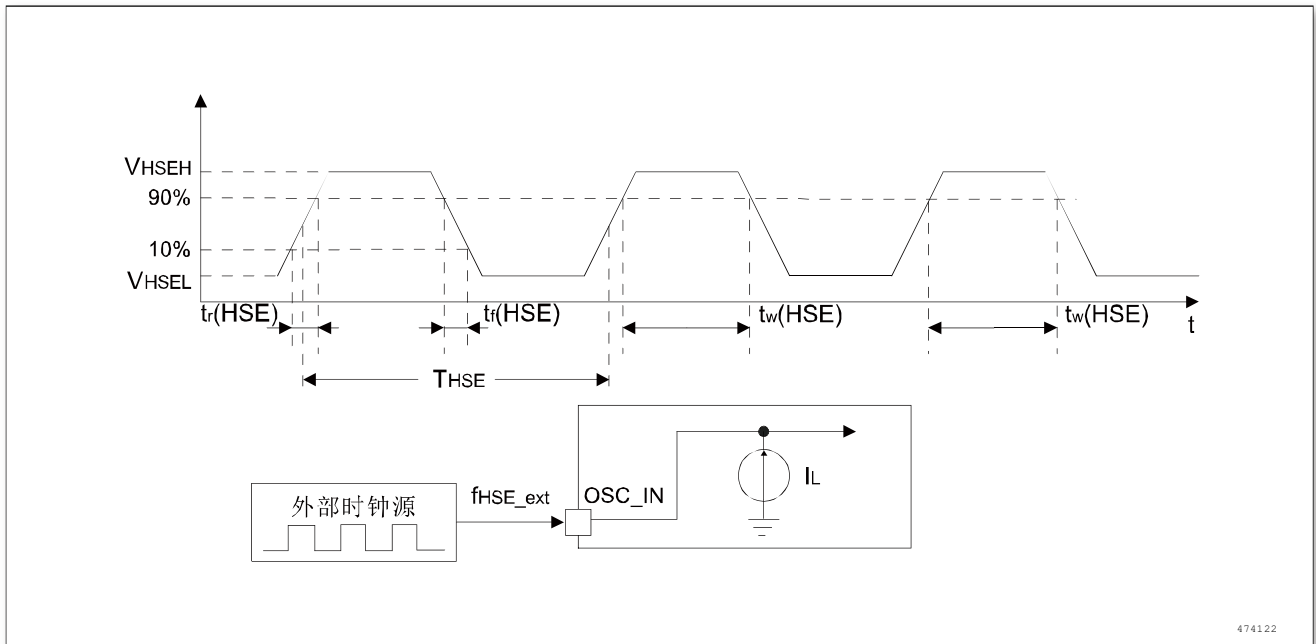 VHSEH
90%
10%
VHSEL
tr(HSE)
tf(HSE)
tw(HSE)
tw(HSE)
t
THSE
外部时钟源
fHSE_ext
OSC_IN
IL
474122